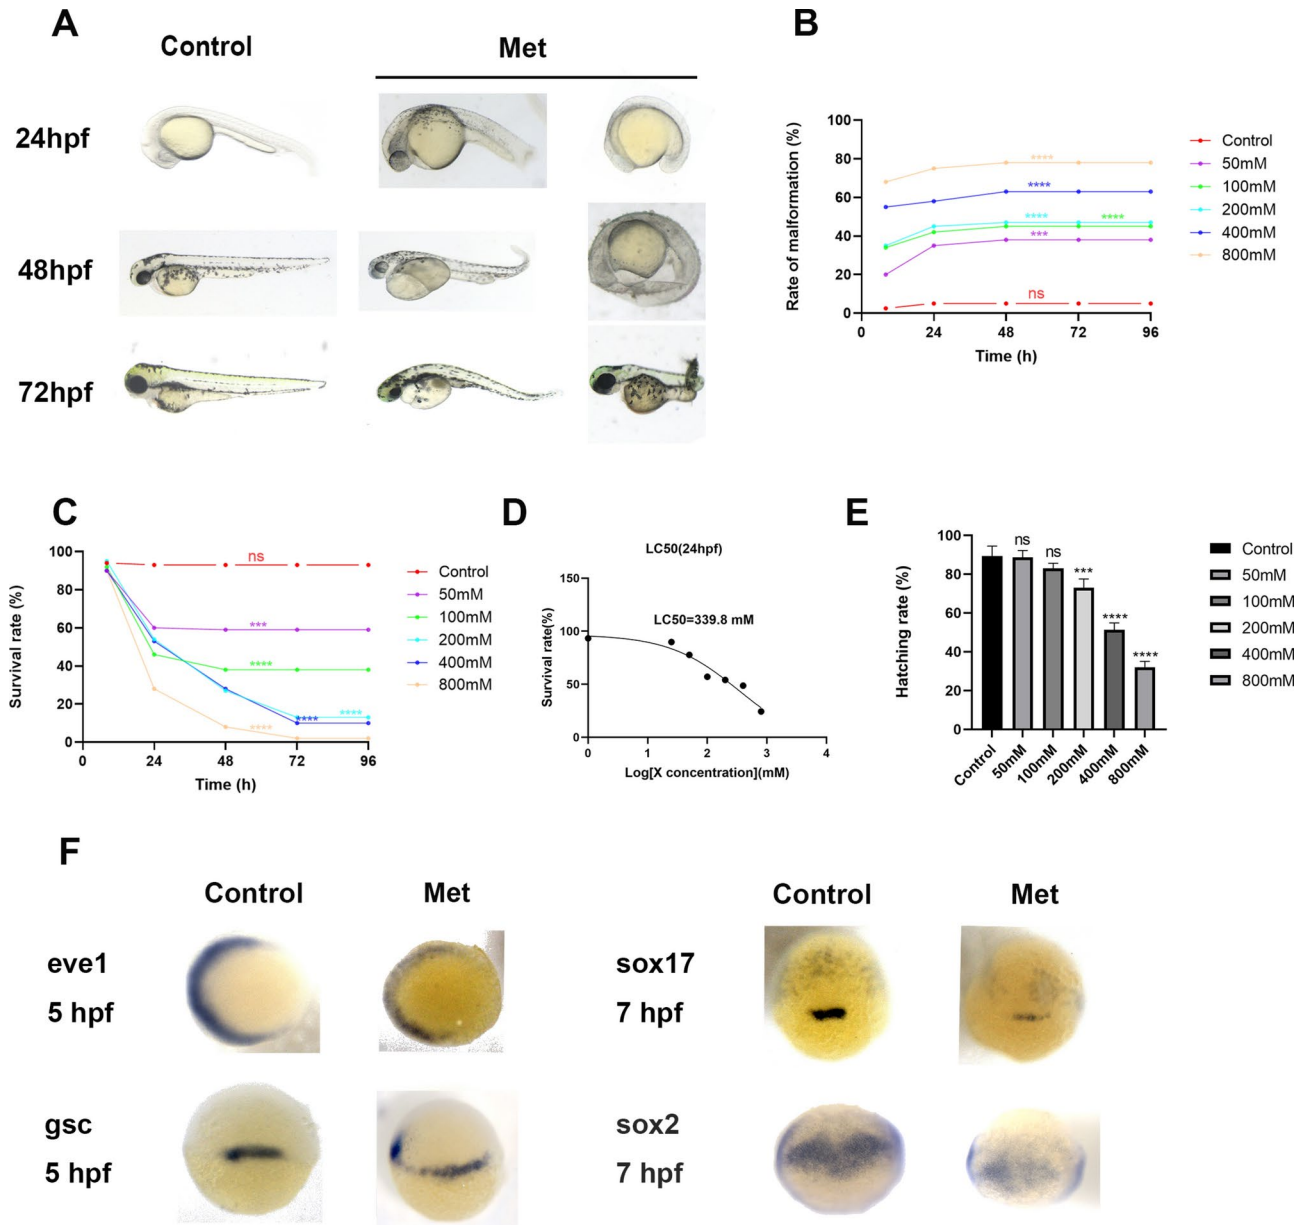 A
Control
Met
24hpf
48hpf
72hpf
B
Rate of malformation (%)
100
80
60
40
20
0
****
****
****
****
***
ns
0
24
48
72
96
Time (h)
Control
50mM
100mM
200mM
400mM
800mM
C
Survival rate (%)
100
80
60
40
20
0
ns
***
****
****
****
****
0
24
48
72
96
Time (h)
Control
50mM
100mM
200mM
400mM
800mM
D
LC50(24hpf)
LC50=339.8 mM
Survival rate(%)
150
100
50
0
0
1
2
3
4
Log[X concentration](mM)
E
Hatching rate (%)
100
80
60
40
20
0
ns
ns
***
****
****
Control
50mM
100mM
200mM
400mM
800mM
Control
50mM
100mM
200mM
400mM
800mM
F
Control
Met
eve1
5 hpf
gsc
5 hpf
Control
Met
sox17
7 hpf
sox2
7 hpf